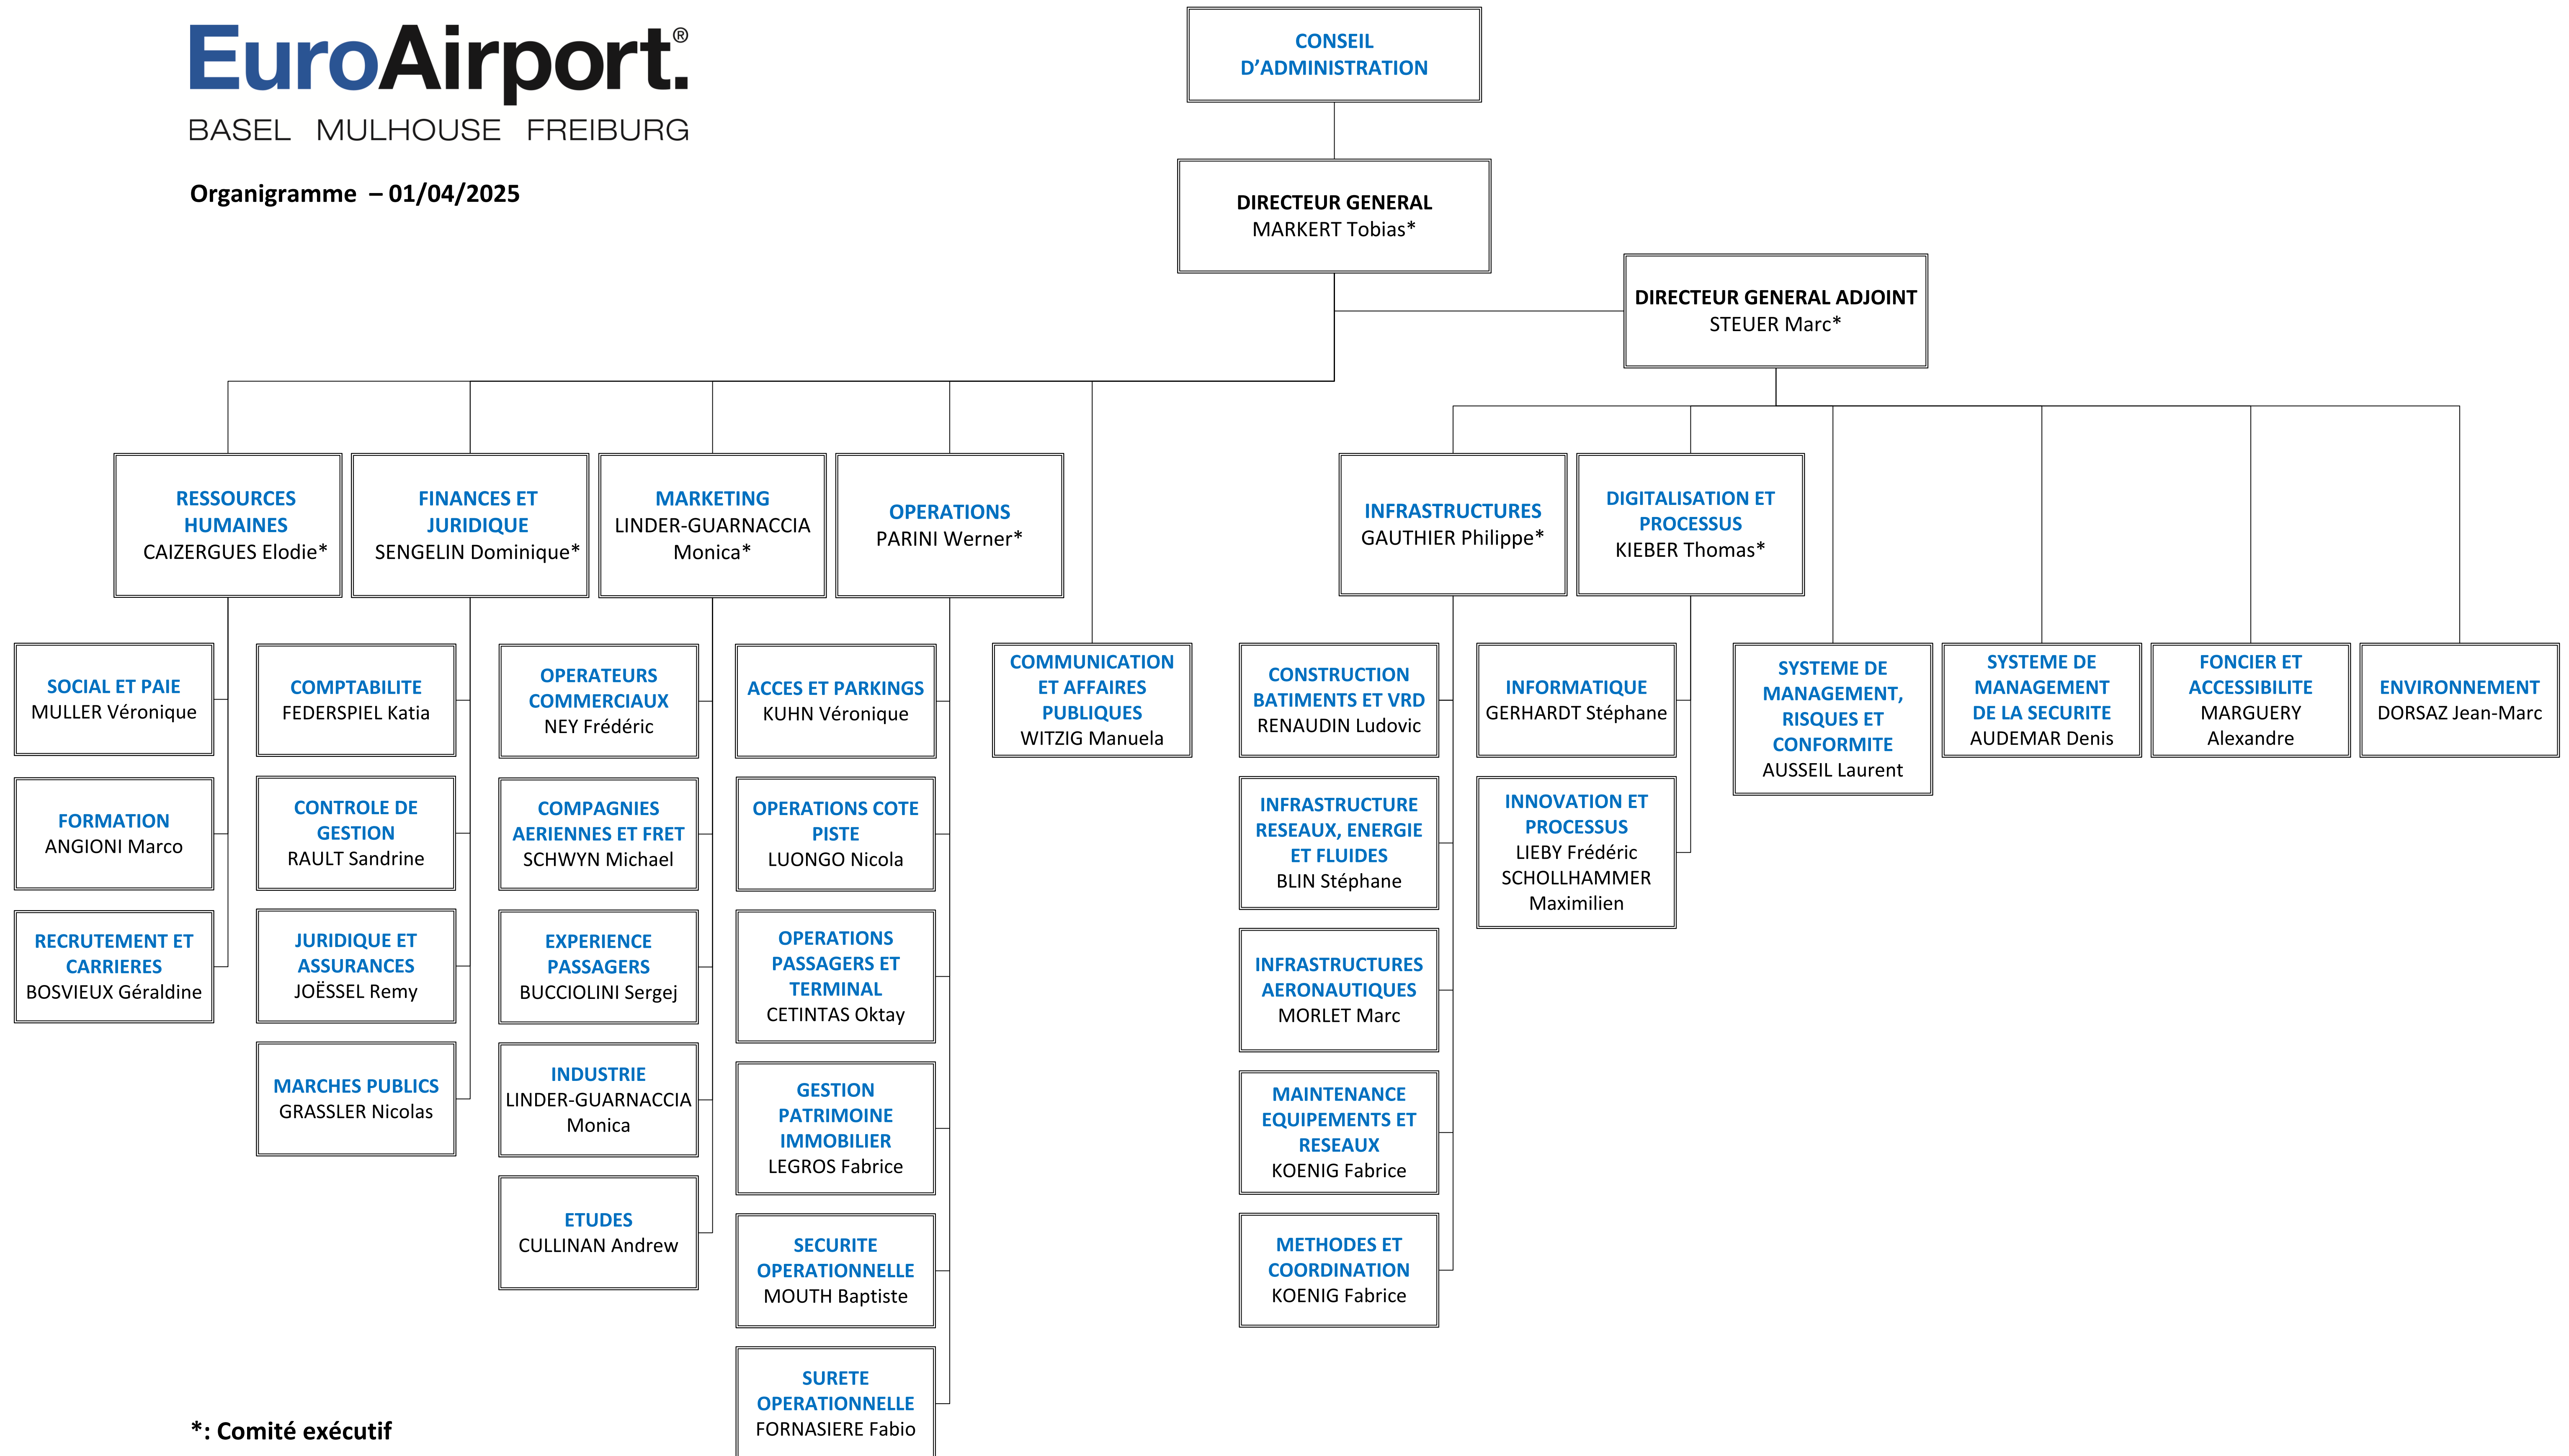 EuroAirport.®
BASEL MULHOUSE FREIBURG
Organigramme – 01/04/2025
CONSEIL
D’ADMINISTRATION
DIRECTEUR GENERAL
MARKERT Tobias*
DIRECTEUR GENERAL ADJOINT
STEUER Marc*
RESSOURCES
HUMAINES
CAIZERGUES Elodie*
FINANCES ET
JURIDIQUE
SENGELIN Dominique*
MARKETING
LINDER-GUARNACCIA
Monica*
OPERATIONS
PARINI Werner*
INFRASTRUCTURES
GAUTHIER Philippe*
DIGITALISATION ET
PROCESSUS
KIEBER Thomas*
SOCIAL ET PAIE
MULLER Véronique
FORMATION
ANGIONI Marco
RECRUTEMENT ET
CARRIERES
BOSVIEUX Géraldine
COMPTABILITE
FEDERSPIEL Katia
CONTROLE DE
GESTION
RAULT Sandrine
JURIDIQUE ET
ASSURANCES
JOËSSEL Remy
MARCHES PUBLICS
GRASSLER Nicolas
OPERATEURS
COMMERCIAUX
NEY Frédéric
COMPAGNIES
AERIENNES ET FRET
SCHWYN Michael
EXPERIENCE
PASSAGERS
BUCCIOLINI Sergej
INDUSTRIE
LINDER-GUARNACCIA
Monica
ETUDES
CULLINAN Andrew
ACCES ET PARKINGS
KUHN Véronique
OPERATIONS COTE
PISTE
LUONGO Nicola
OPERATIONS
PASSAGERS ET
TERMINAL
CETINTAS Oktay
GESTION
PATRIMOINE
IMMOBILIER
LEGROS Fabrice
SECURITE
OPERATIONNELLE
MOUTH Baptiste
SURETE
OPERATIONNELLE
FORNASIERE Fabio
COMMUNICATION
ET AFFAIRES
PUBLIQUES
WITZIG Manuela
CONSTRUCTION
BATIMENTS ET VRD
RENAUDIN Ludovic
INFRASTRUCTURE
RESEAUX, ENERGIE
ET FLUIDES
BLIN Stéphane
INFRASTRUCTURES
AERONAUTIQUES
MORLET Marc
MAINTENANCE
EQUIPEMENTS ET
RESEAUX
KOENIG Fabrice
METHODES ET
COORDINATION
KOENIG Fabrice
INFORMATIQUE
GERHARDT Stéphane
INNOVATION ET
PROCESSUS
LIEBY Frédéric
SCHOLLHAMMER
Maximilien
SYSTEME DE
MANAGEMENT,
RISQUES ET
CONFORMITE
AUSSEIL Laurent
SYSTEME DE
MANAGEMENT
DE LA SECURITE
AUDEMAR Denis
FONCIER ET
ACCESSIBILITE
MARGUERY
Alexandre
ENVIRONNEMENT
DORSAZ Jean-Marc
*: Comité exécutif